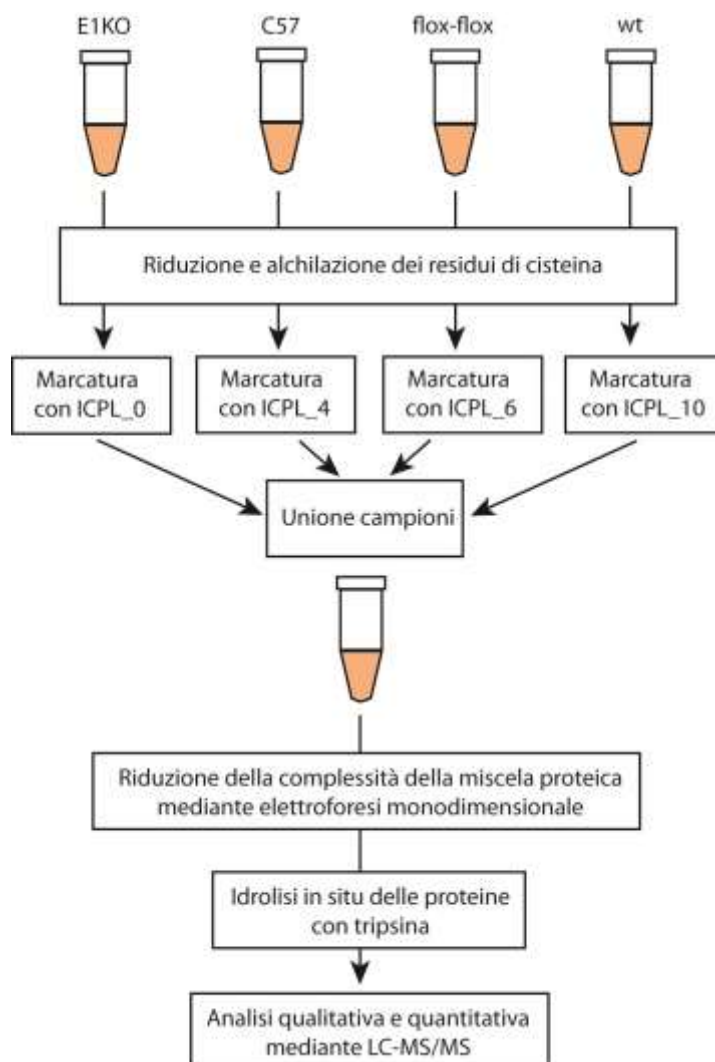 E1KO C57 flox-flox wt
Riduzione e alchilazione dei residui di cisteina
Marcatura
con ICPL_0
Marcatura
con ICPL_4
Marcatura
con ICPL_6
Marcatura
con ICPL_10
Unione campioni
Riduzione della complessità della miscela proteica
mediante elettroforesi monodimensionale
Idrolisi in situ delle proteine
con tripsina
Analisi qualitativa e quantitativa
mediante LC-MS/MS